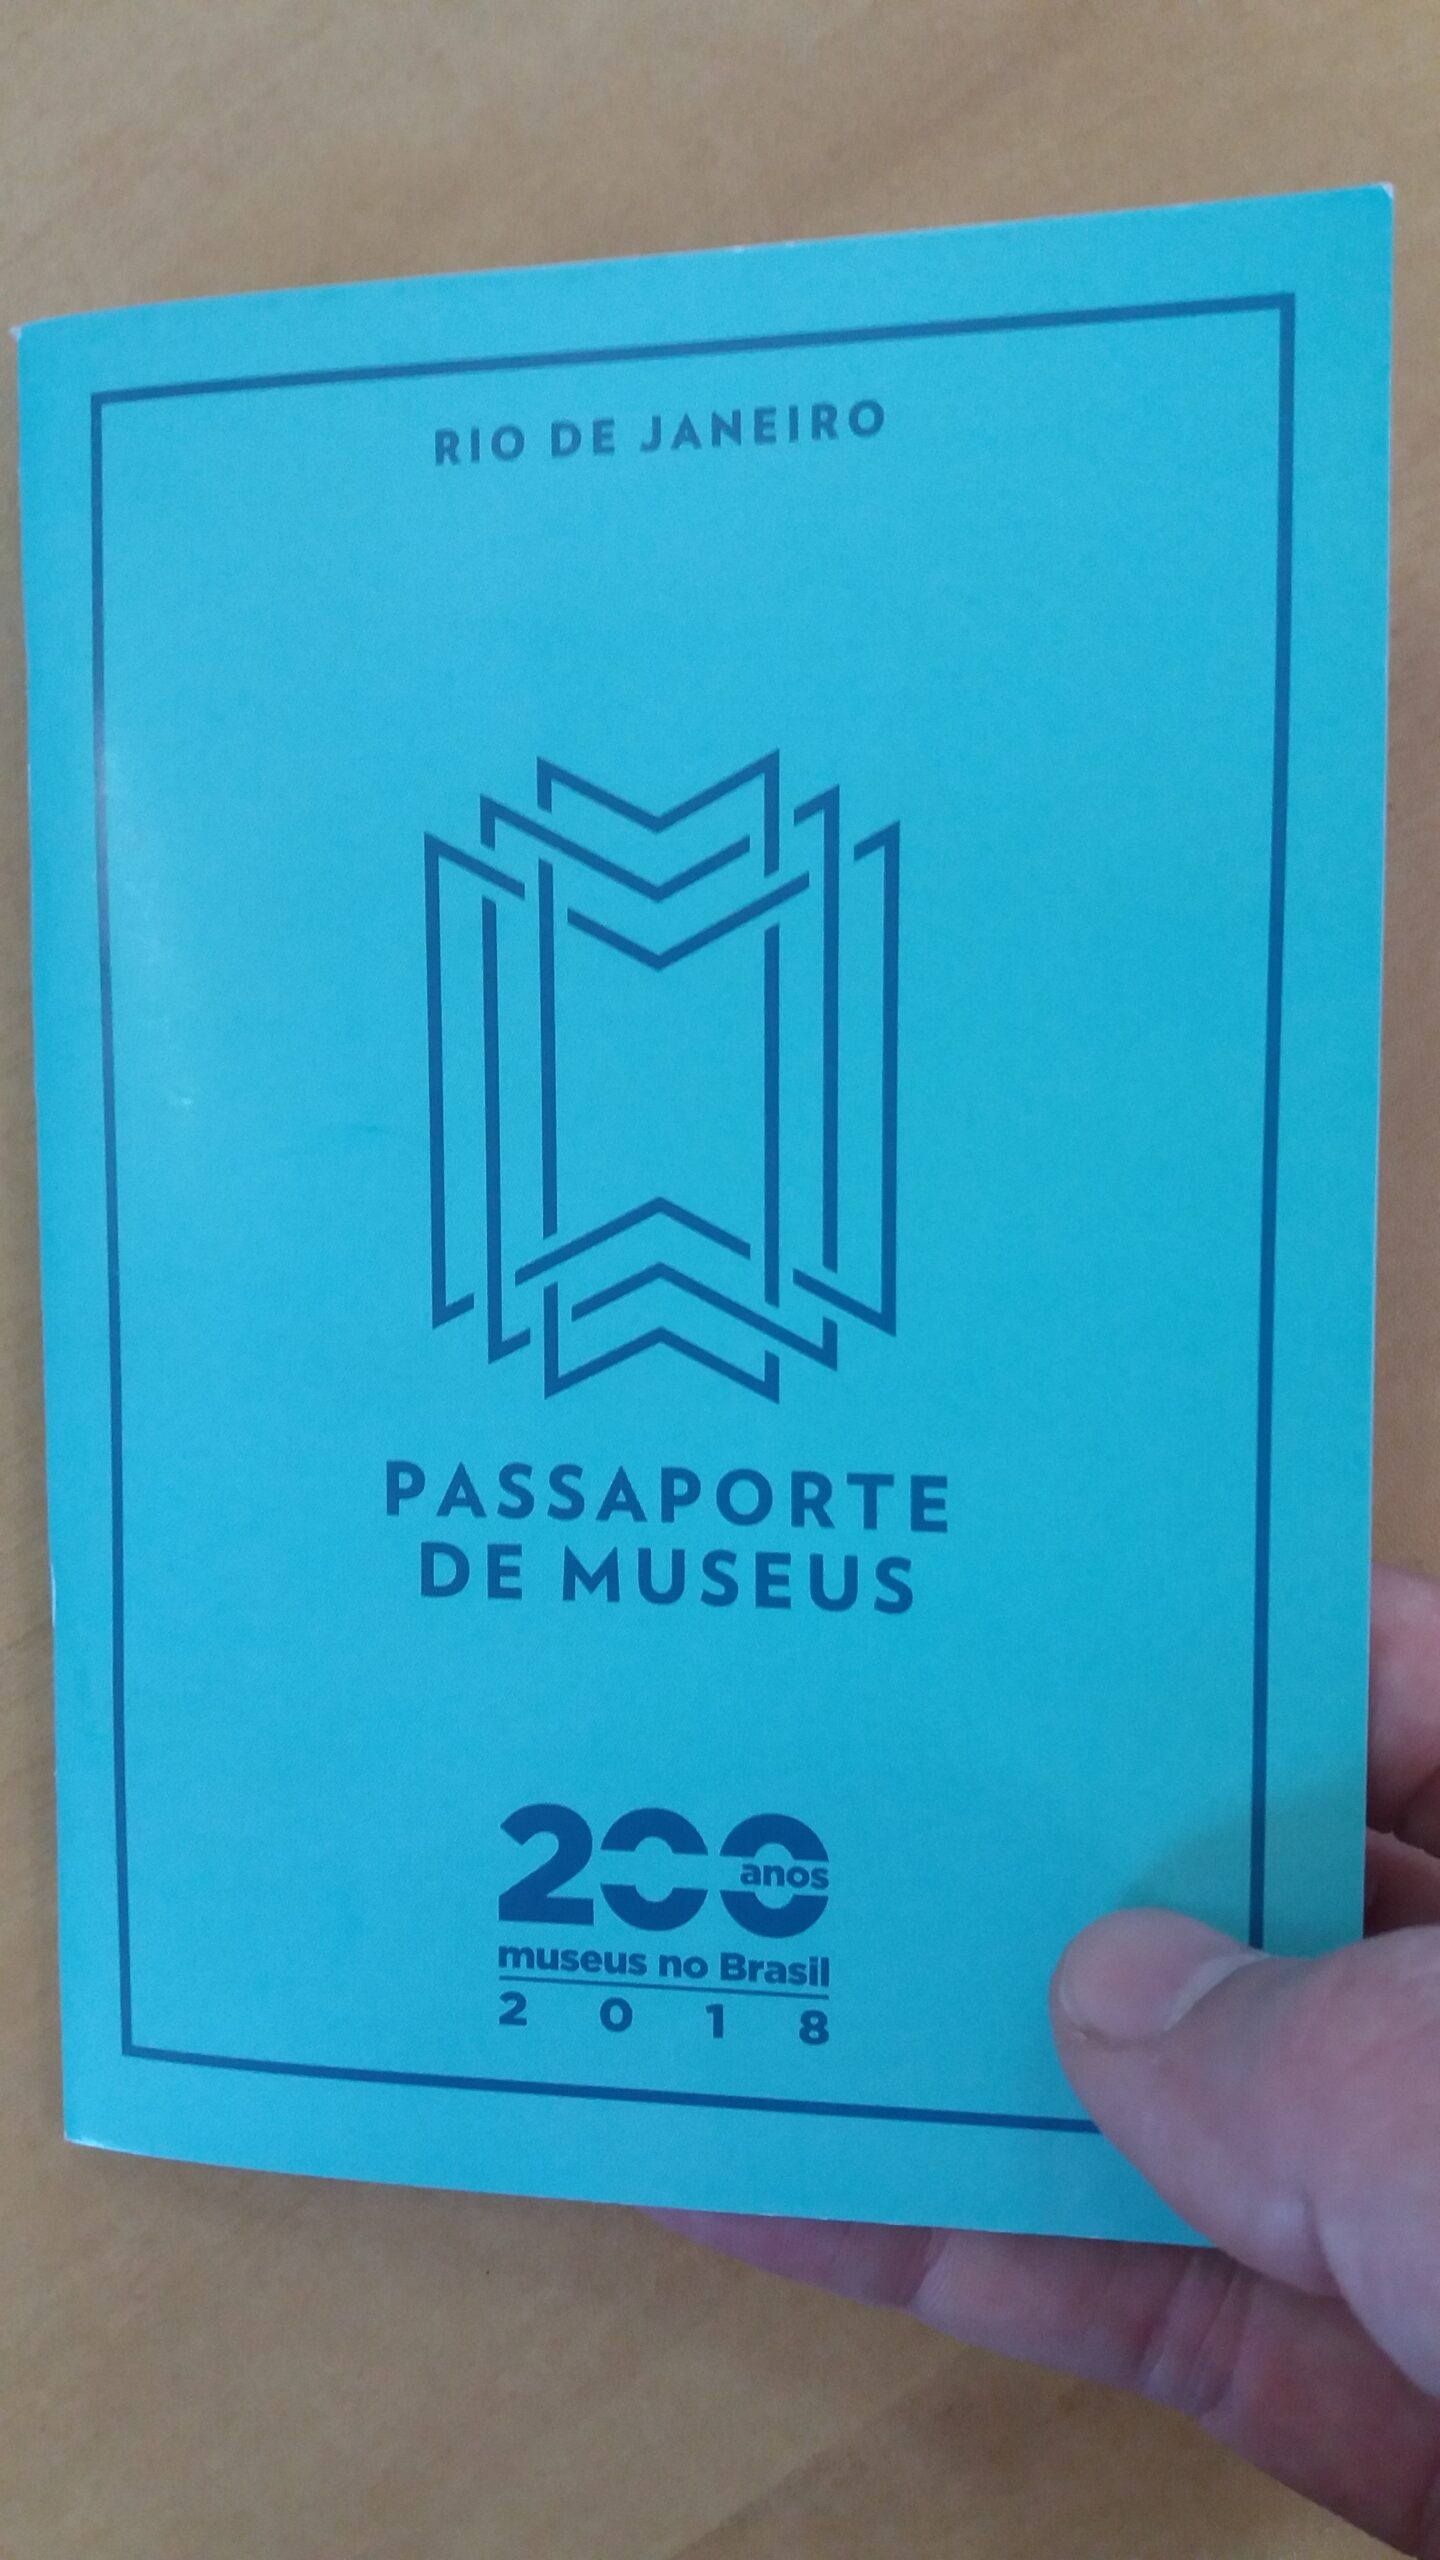 RIO DE JANEIRO
PASSAPORTE
DE MUSEUS
200
anos
museus no Brasil
2018